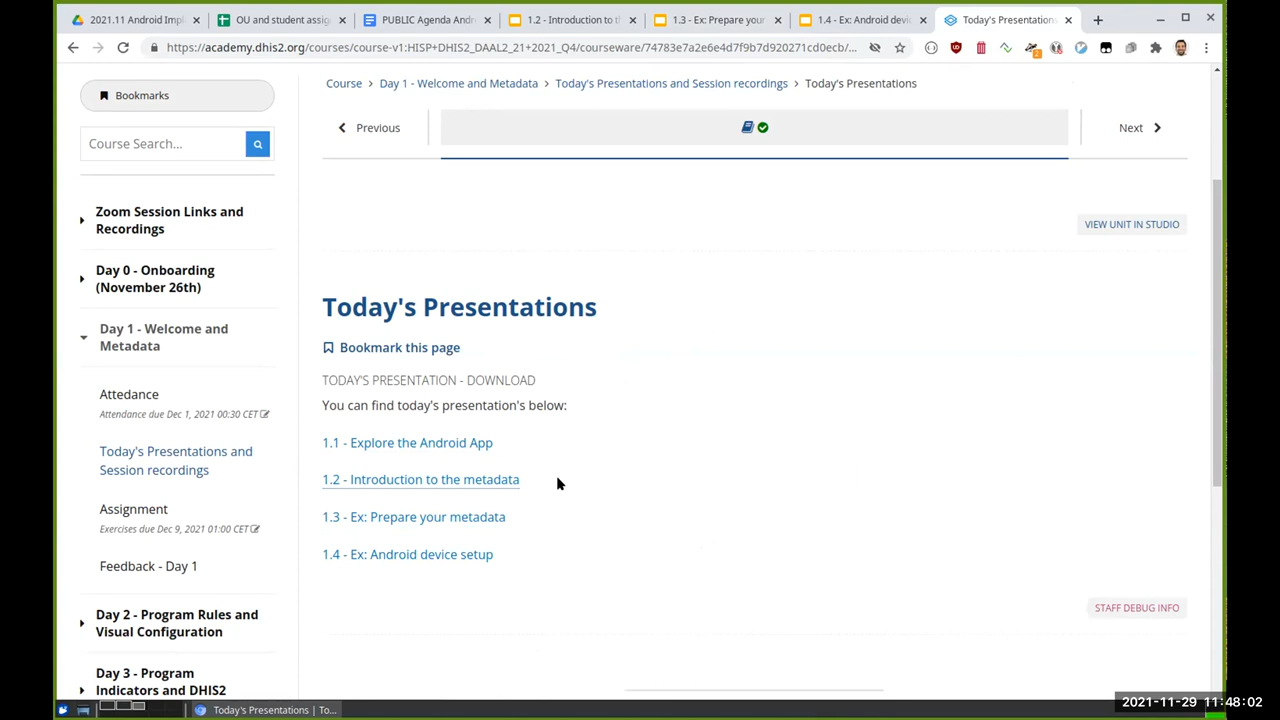 2021.11 Android Impl
OU and student assig
PUBLIC Agenda Andr
1.2 - Introduction to th
1.3 - Ex: Prepare your
1.4 - Ex: Android devic
Today's Presentations
https://academy.dhis2.org/courses/course-v1:HISP+DHIS2_DAAL2_21+2021_Q4/courseware/74783e7a2e6e4d7f9b7d920271cd0ecb/...
2
Bookmarks
Course Search...
Zoom Session Links and
Recordings
Day 0 - Onboarding
(November 26th)
Day 1 - Welcome and
Metadata
Attedance
Attendance due Dec 1, 2021 00:30 CET
Today's Presentations and
Session recordings
Assignment
Exercises due Dec 9, 2021 01:00 CET
Feedback - Day 1
Day 2 - Program Rules and
Visual Configuration
Day 3 - Program
Indicators and DHIS2
Course > Day 1 - Welcome and Metadata > Today's Presentations and Session recordings > Today's Presentations
Previous
Next
VIEW UNIT IN STUDIO
Today's Presentations
Bookmark this page
TODAY'S PRESENTATION - DOWNLOAD
You can find today's presentation's below:
1.1 - Explore the Android App
1.2 - Introduction to the metadata
1.3 - Ex: Prepare your metadata
1.4 - Ex: Android device setup
STAFF DEBUG INFO
Today's Presentations | To...
2021-11-29 11:48:02